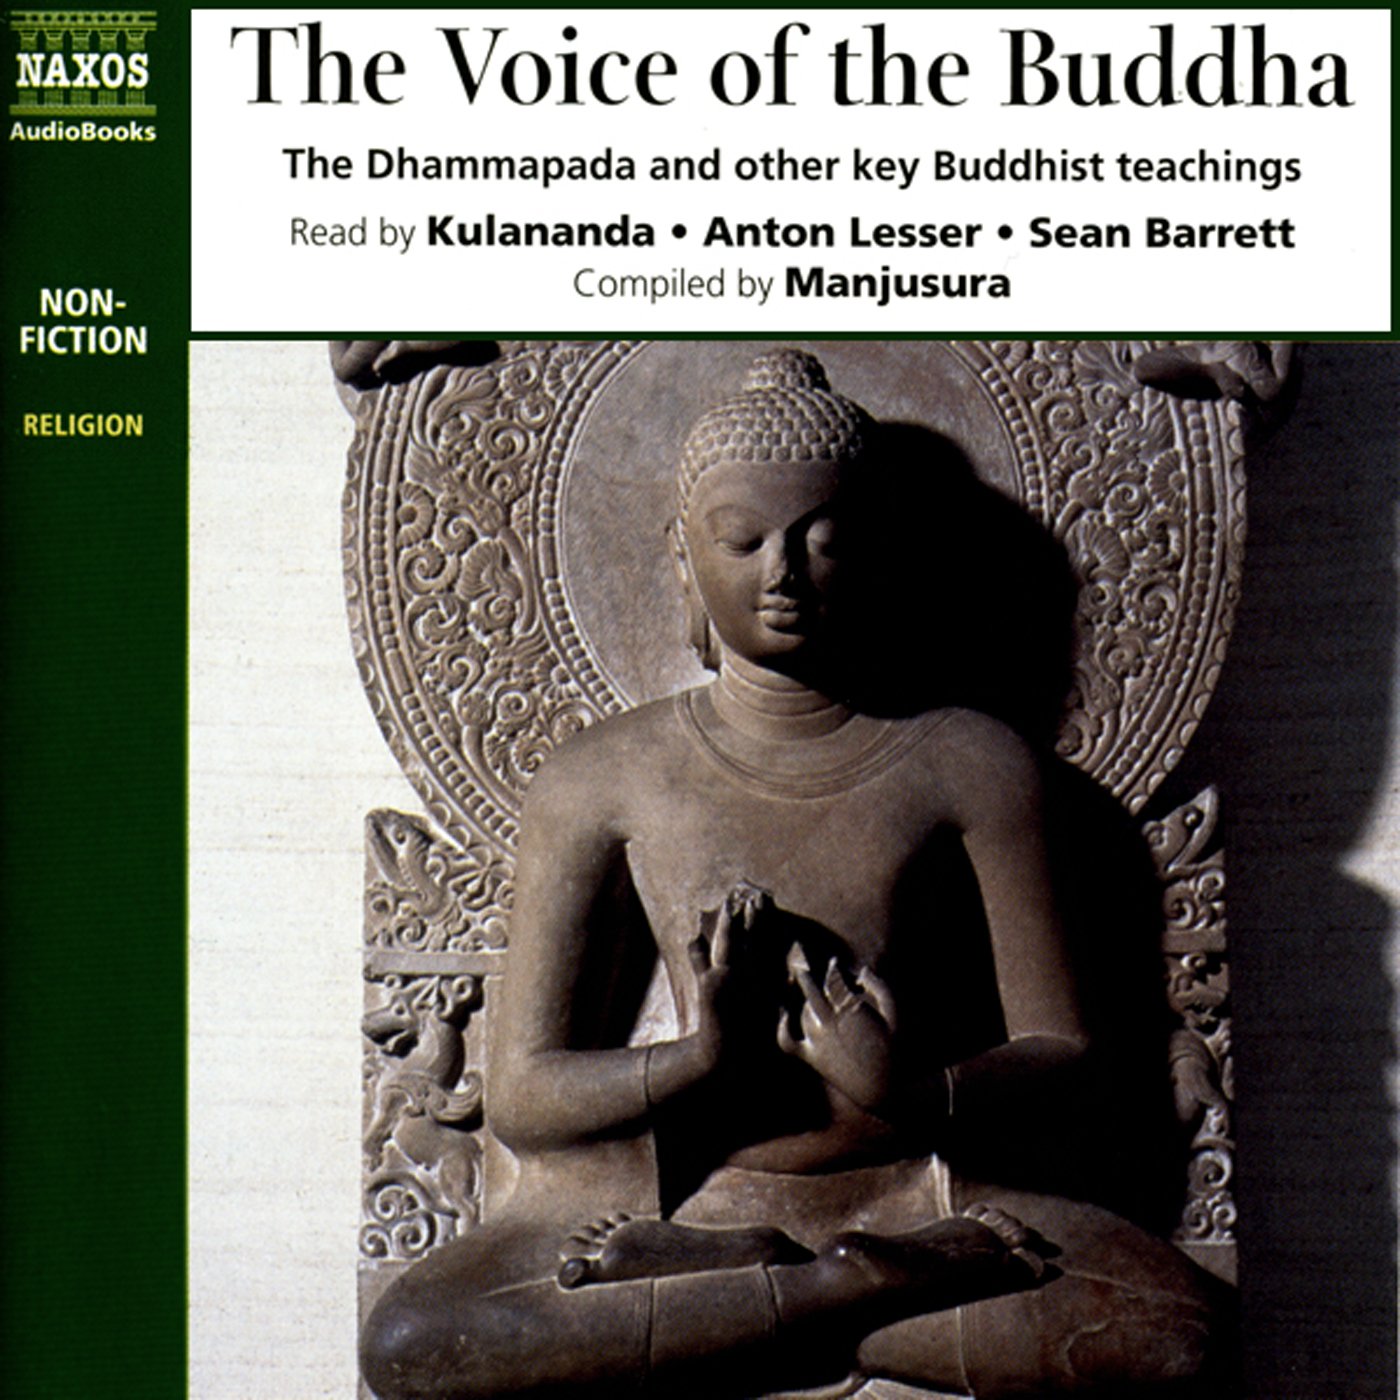 NAXOS
AudioBooks
NON-
FICTION
RELIGION
The Voice of the Buddha
The Dhammapada and other key Buddhist teachings
Read by Kulananda • Anton Lesser • Sean Barrett
Compiled by Manjusura